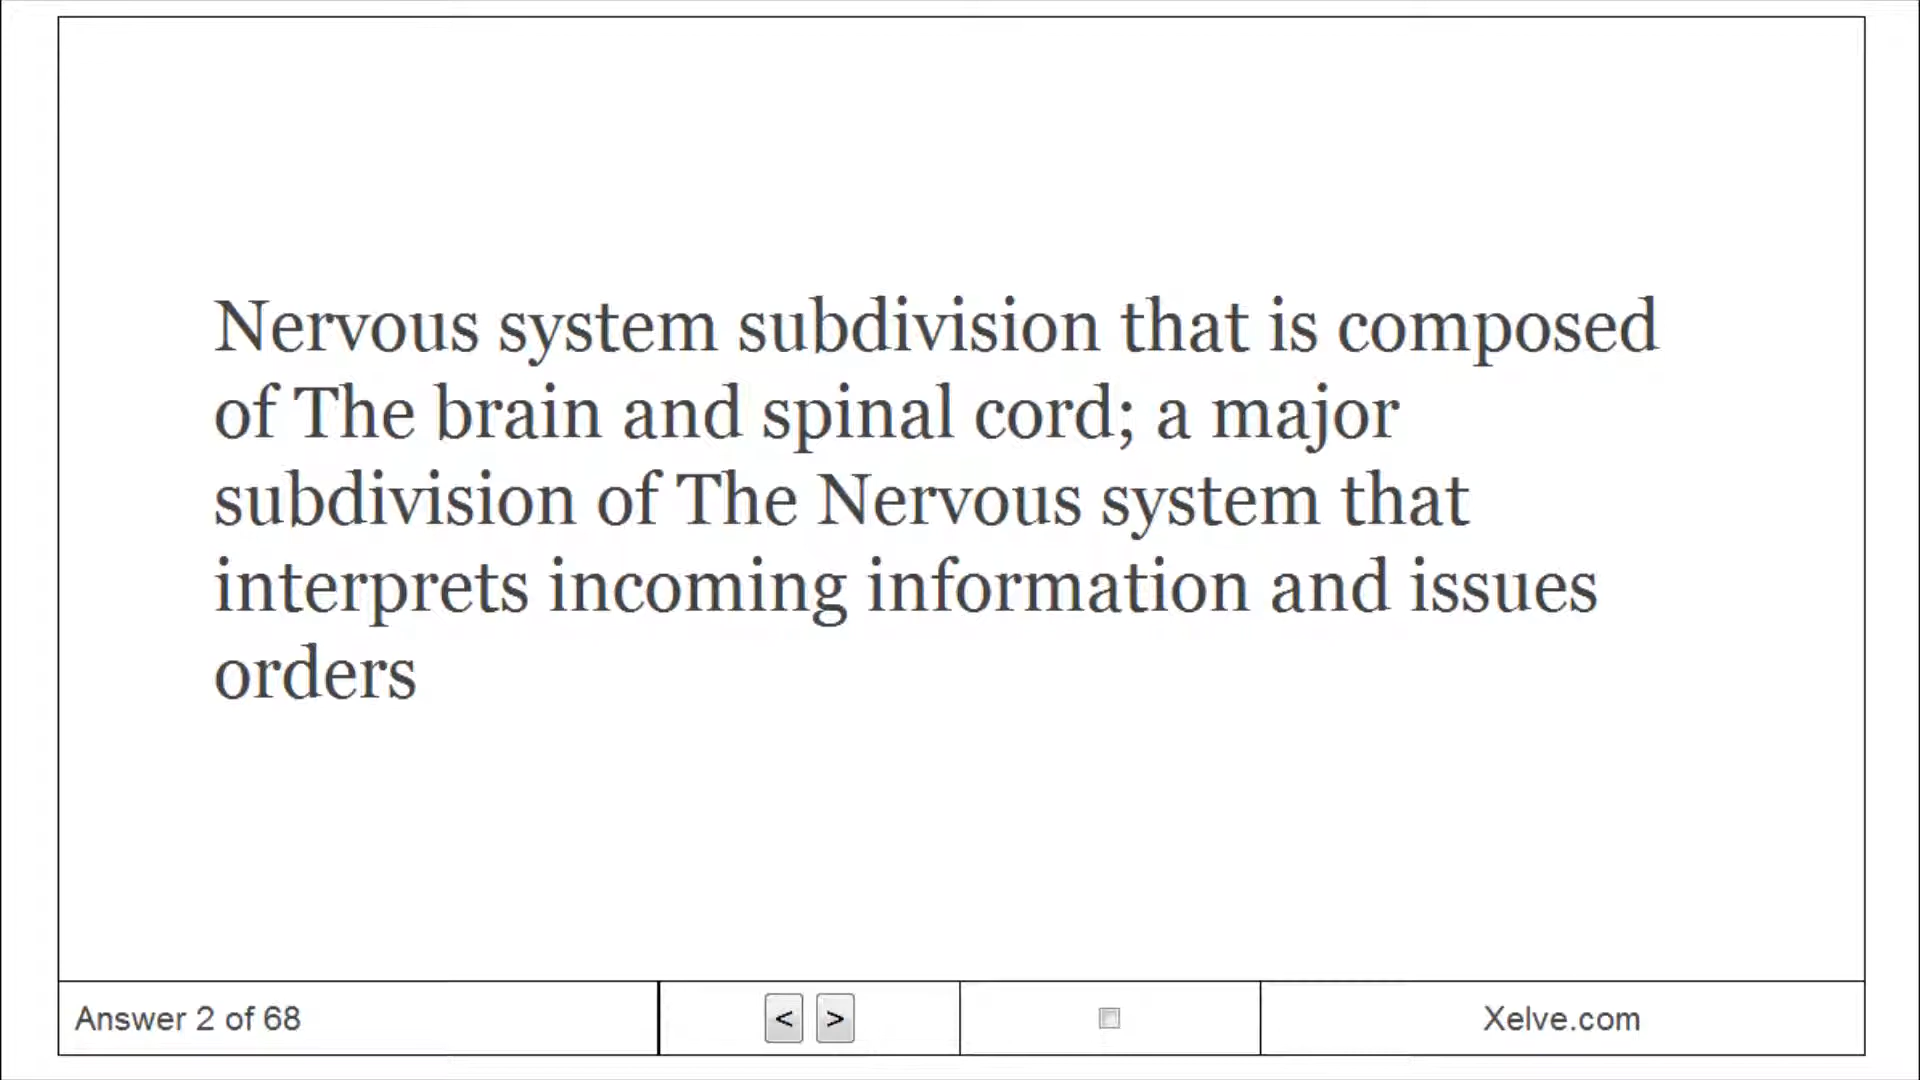 Nervous system subdivision that is composed
of The brain and spinal cord; a major
subdivision of The Nervous system that
interprets incoming information and issues
orders
Answer 2 of 68
< >
Xelve.com